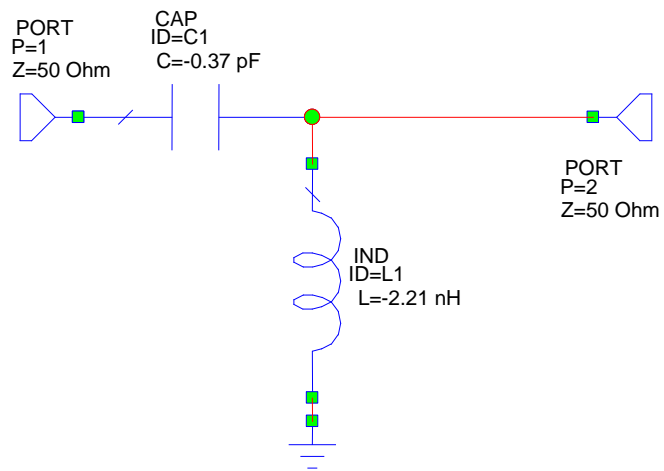 PORT
P=1
Z=50 Ohm
CAP
ID=C1
C=-0.37 pF
PORT
P=2
Z=50 Ohm
IND
ID=L1
L=-2.21 nH